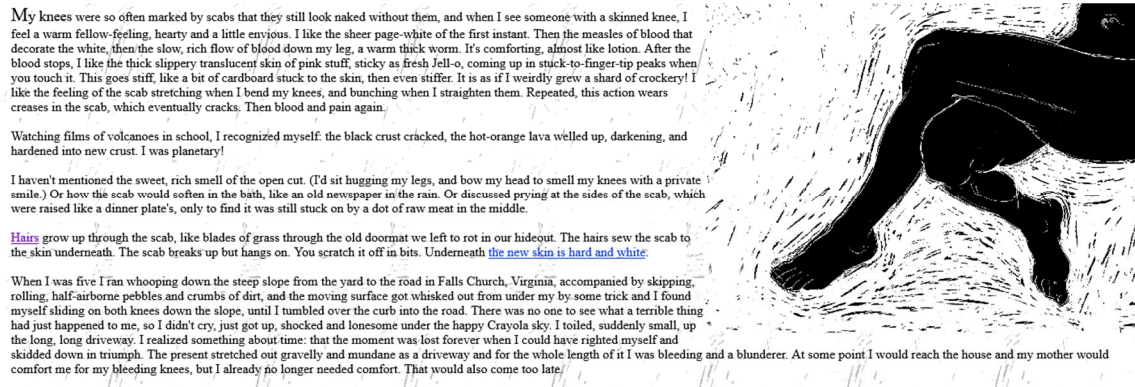 My knees were so often marked by scabs that they still look naked without them, and when I see someone with a skinned knee, I
feel a warm fellow-feeling, hearty and a little envious. I like the sheer page-white of the first instant. Then the measles of blood that
decorate the white, then the slow, rich flow of blood down my leg, a warm thick worm. It's comforting, almost like lotion. After the
blood stops, I like the thick slippery translucent skin of pink stuff, sticky as fresh Jell-o, coming up in stuck-to-finger-tip peaks when
you touch it. This goes stiff, like a bit of cardboard stuck to the skin, then even stiffer. It is as if I weirdly grew a shard of crockery! I
like the feeling of the scab stretching when I bend my knees, and bunching when I straighten them. Repeated, this action wears
creases in the scab, which eventually cracks. Then blood and pain again.
Watching films of volcanoes in school, I recognized myself: the black crust cracked, the hot-orange lava welled up, darkening, and
hardened into new crust. I was planetary!
I haven't mentioned the sweet, rich smell of the open cut. (I'd sit hugging my legs, and bow my head to smell my knees with a private
smile.) Or how the scab would soften in the bath, like an old newspaper in the rain. Or discussed prying at the sides of the scab, which
were raised like a dinner plate's, only to find it was still stuck on by a dot of raw meat in the middle.
Hairs grow up through the scab, like blades of grass through the old doormat we left to rot in our hideout. The hairs sew the scab to
the skin underneath. The scab breaks up but hangs on. You scratch it off in bits. Underneath the new skin is hard and white.
When I was five I ran whooping down the steep slope from the yard to the road in Falls Church, Virginia, accompanied by skipping,
rolling, half-airborne pebbles and crumbs of dirt, and the moving surface got whisked out from under my by some trick and I found
myself sliding on both knees down the slope, until I tumbled over the curb into the road. There was no one to see what a terrible thing
had just happened to me, so I didn't cry, just got up, shocked and lonesome under the happy Crayola sky. I toiled, suddenly small, up
the long, long driveway. I realized something about time: that the moment was lost forever when I could have righted myself and
skidded down in triumph. The present stretched out gravelly and mundane as a driveway and for the whole length of it I was bleeding and a blunderer. At some point I would reach the house and my mother would
comfort me for my bleeding knees, but I already no longer needed comfort. That would also come too late.